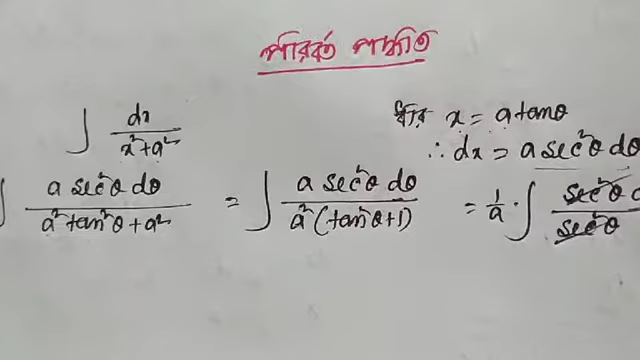 পরিবর্ত পদ্ধতি
∫ dx / x²+a² ধরি x = a tanθ
∴ dx = a sec²θ dθ
∫ a sec²θ dθ / a² tan²θ + a² = ∫ a sec²θ dθ / a² (tan²θ+1) = 1/a · ∫ sec²θ d / sec²θ